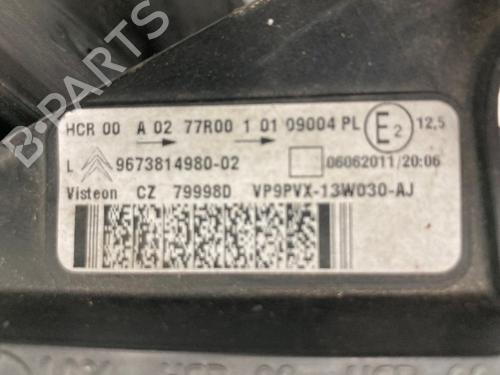 B-PARTS
HCR 00 A 02 77R00 1 01 09004 PL E2 12,5
L 9673814980-02 06062011/20:06
Visteon CZ 79998D VP9PVX-13W030-AJ